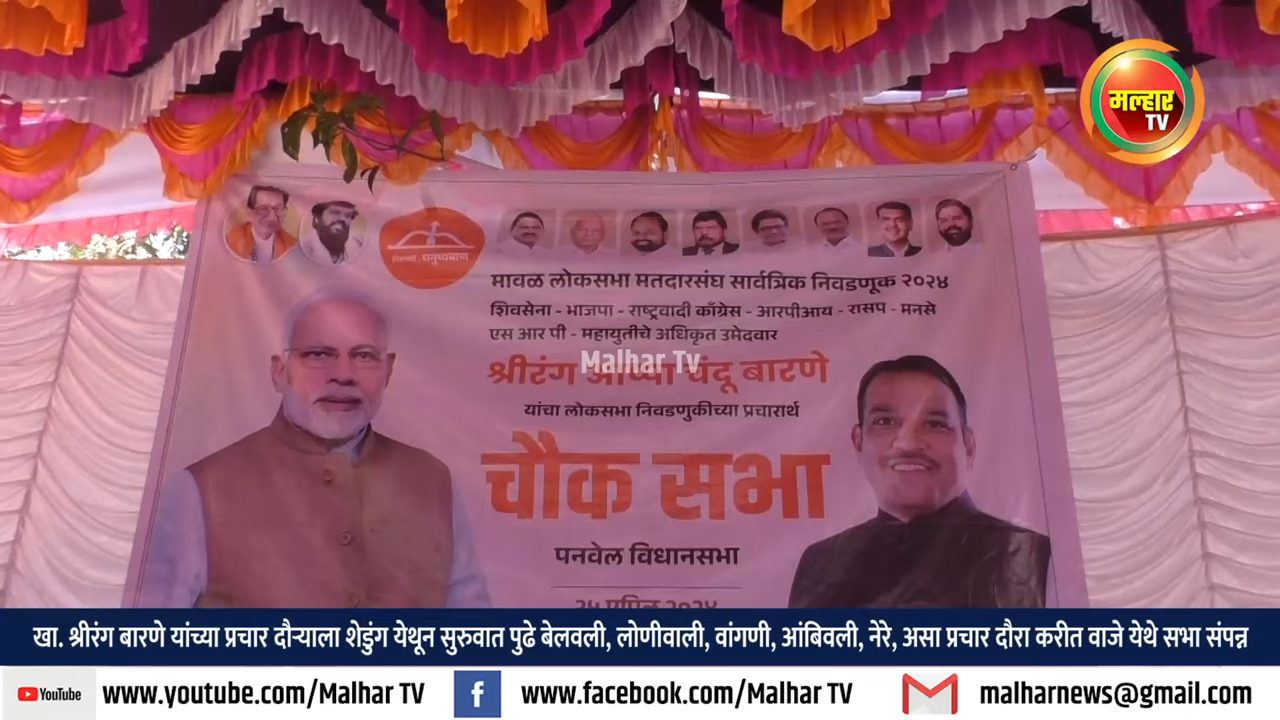 मल्हार
TV
निशाणी - धनुष्यबाण
मावळ लोकसभा मतदारसंघ सार्वत्रिक निवडणूक २०२४
शिवसेना - भाजपा - राष्ट्रवादी काँग्रेस - आरपीआय - रासप - मनसे
एस आर पी - महायुतीचे अधिकृत उमेदवार
Malhar Tv
श्रीरंग आप्पा चंदू बारणे
यांचा लोकसभा निवडणुकीच्या प्रचारार्थ
चौक सभा
पनवेल विधानसभा
खा. श्रीरंग बारणे यांच्या प्रचार दौऱ्याला शेडुंग येथून सुरुवात पुढे बेलवली, लोणीवाली, वांगणी, आंबिवली, नेरे, असा प्रचार दौरा करीत वाजे येथे सभा संपन्न
YouTube www.youtube.com/Malhar TV www.facebook.com/Malhar TV malharnews@gmail.com